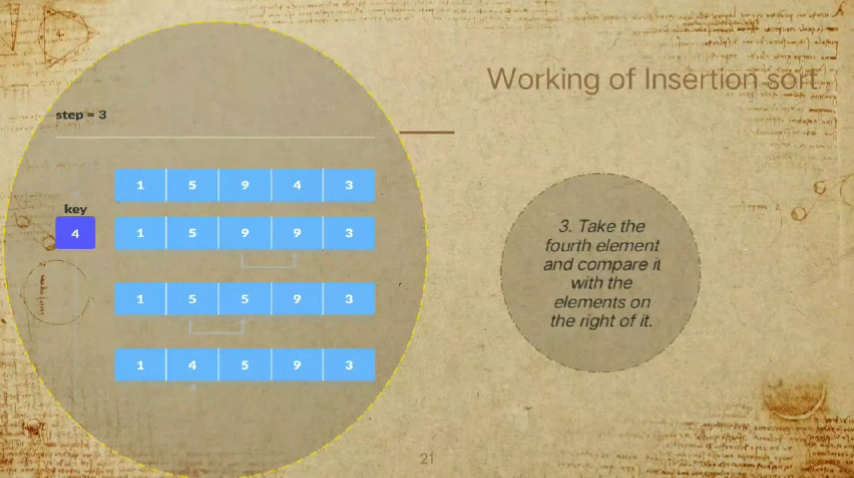 Working of Insertion sort
step = 3
1 5 9 4 3
key
4
1 5 9 9 3
1 5 5 9 3
1 4 5 9 3
3. Take the
fourth element
and compare it
with the
elements on
the right of it.
21